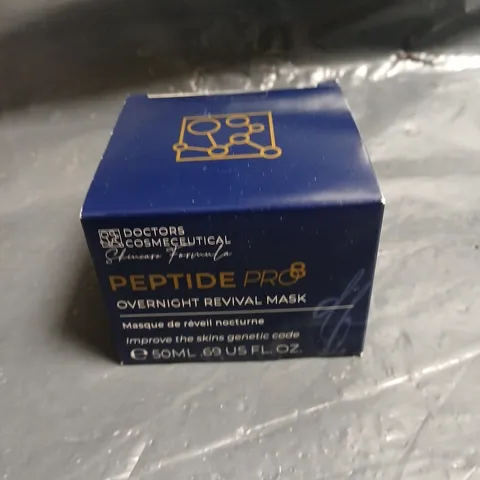 DOCTORS
COSMECEUTICAL
Skincare Formula
PEPTIDE PRO8
OVERNIGHT REVIVAL MASK
Masque de réveil nocturne
Improve the skins genetic code
℮ 50ML .69 US FL. OZ.